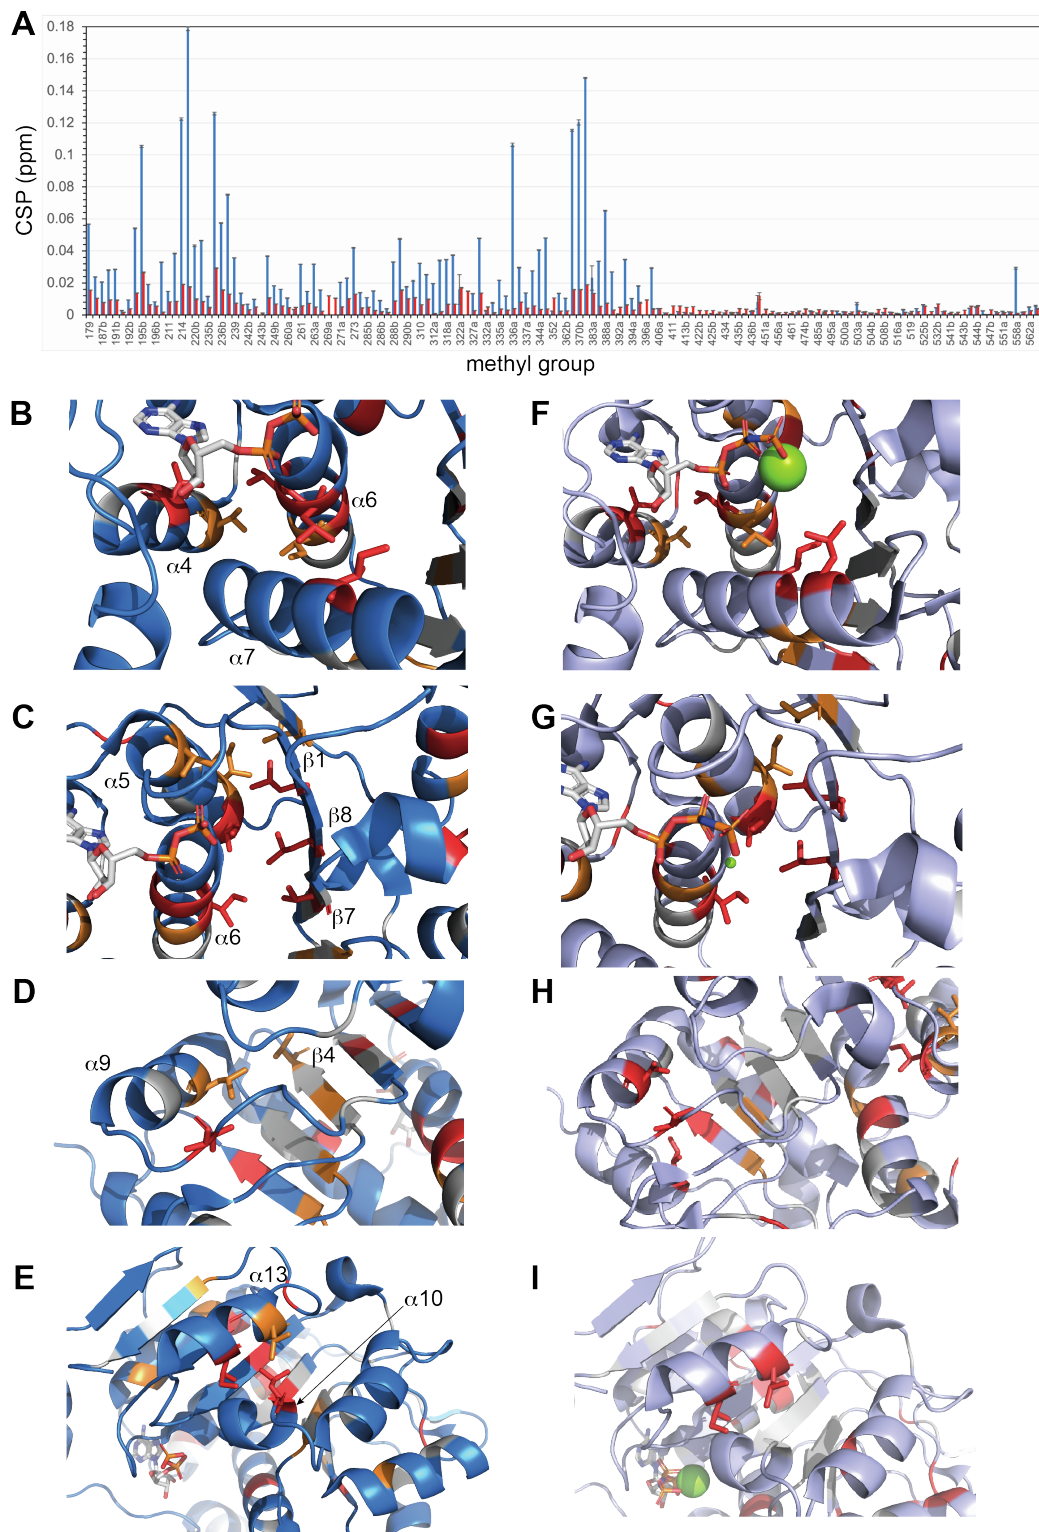 A
0.18
0.16
0.14
0.12
0.1
0.08
0.06
0.04
0.02
0
CSP (ppm)
179
187b
191b
192b
195b
196b
211
214
220b
235b
236b
239
242b
243b
249b
260a
261
263a
269a
271a
273
285b
286b
288b
290b
310
312a
318a
322a
327a
332a
335a
336a
337a
344a
352
362b
370b
383a
388a
392a
394a
396a
406a
411
413b
422b
425b
434
435b
436b
451a
456a
461
474b
485a
495a
500a
503a
504b
508b
516a
519
525b
532b
541b
543b
544b
547b
551a
558a
562a
methyl group
B
α6
α4
α7
F
C
α5
β1
β8
β7
α6
G
D
α9
β4
H
E
α13
α10
I